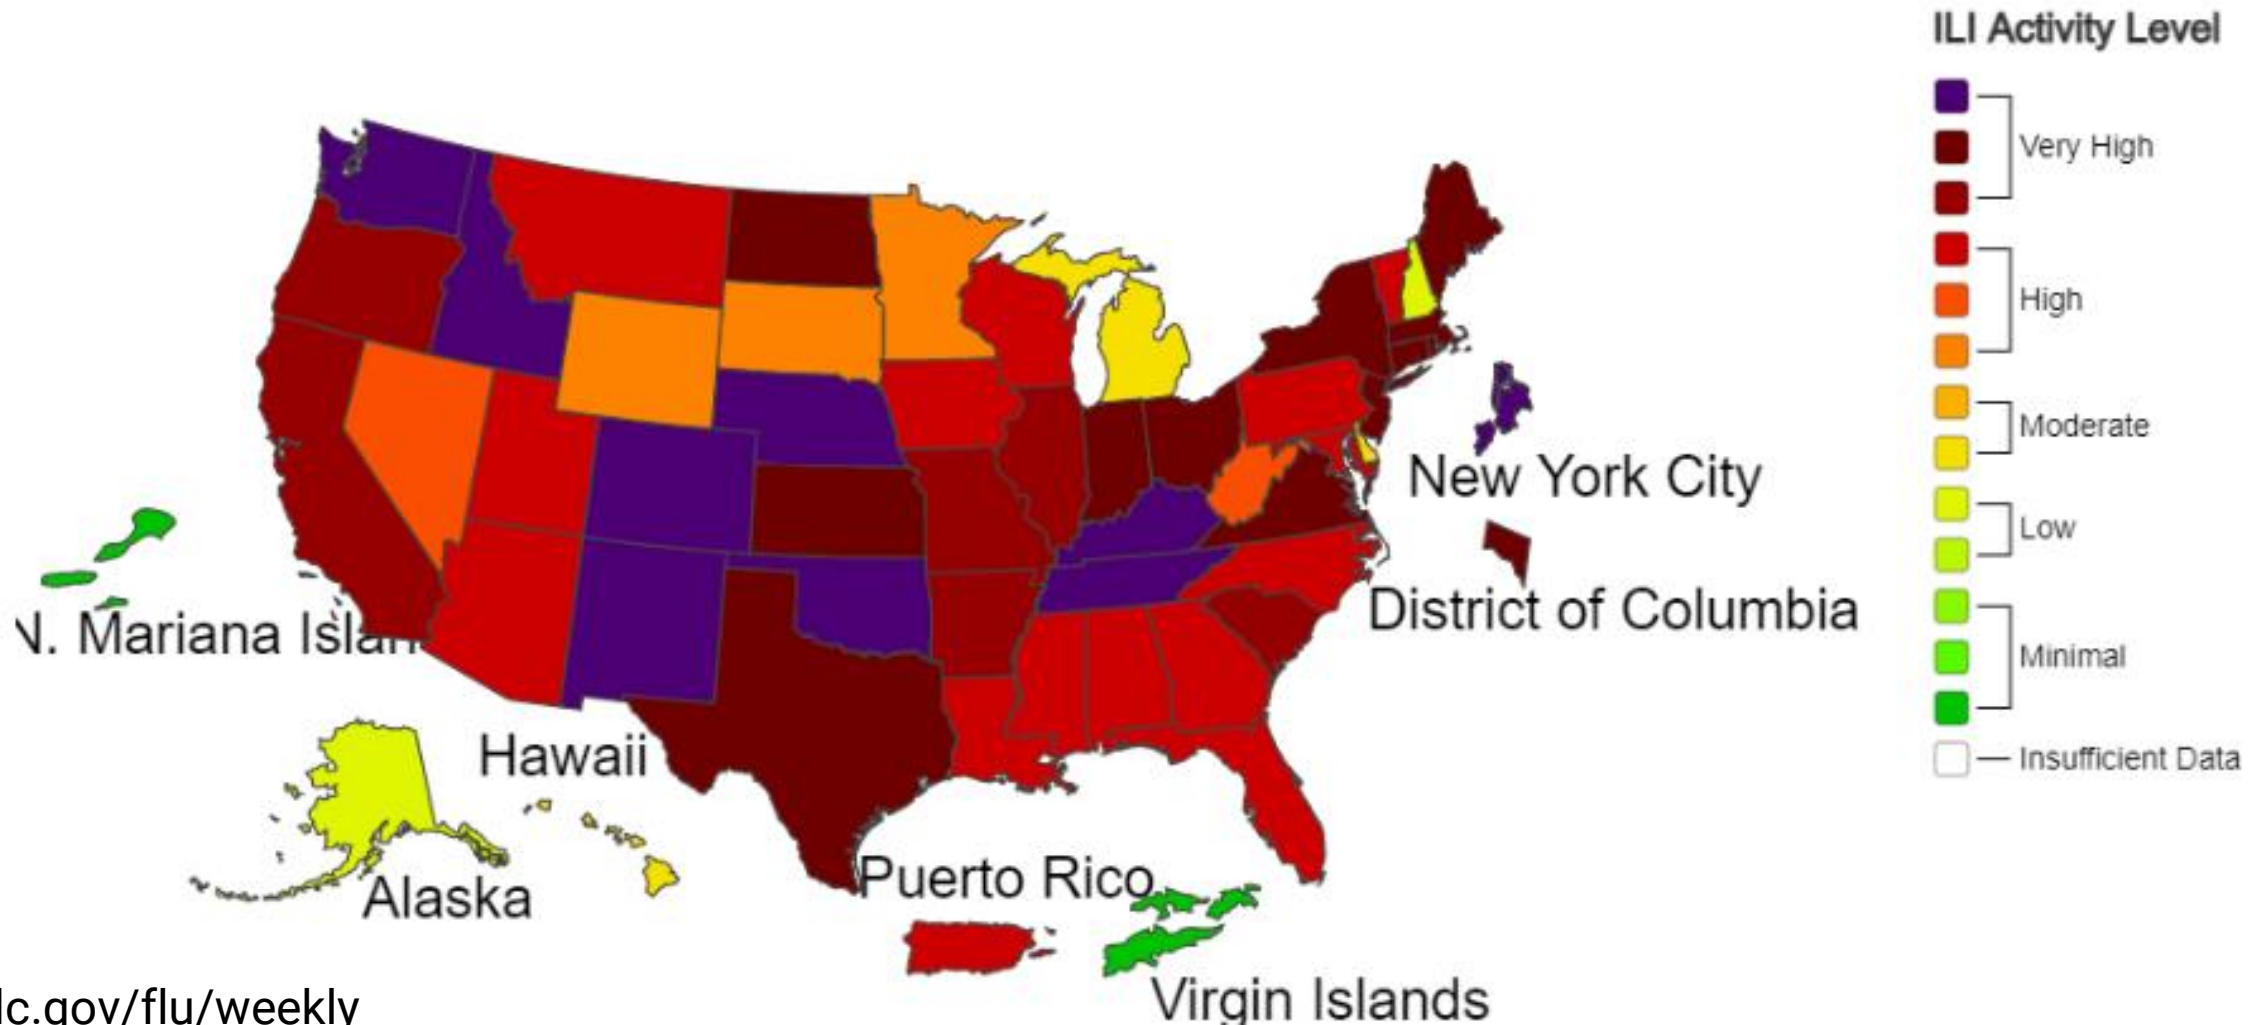 ILI Activity Level
Very High
High
Moderate
Low
Minimal
Insufficient Data
New York City
District of Columbia
N. Mariana Islan
Hawaii
Alaska
Puerto Rico
Virgin Islands
dc.gov/flu/weekly